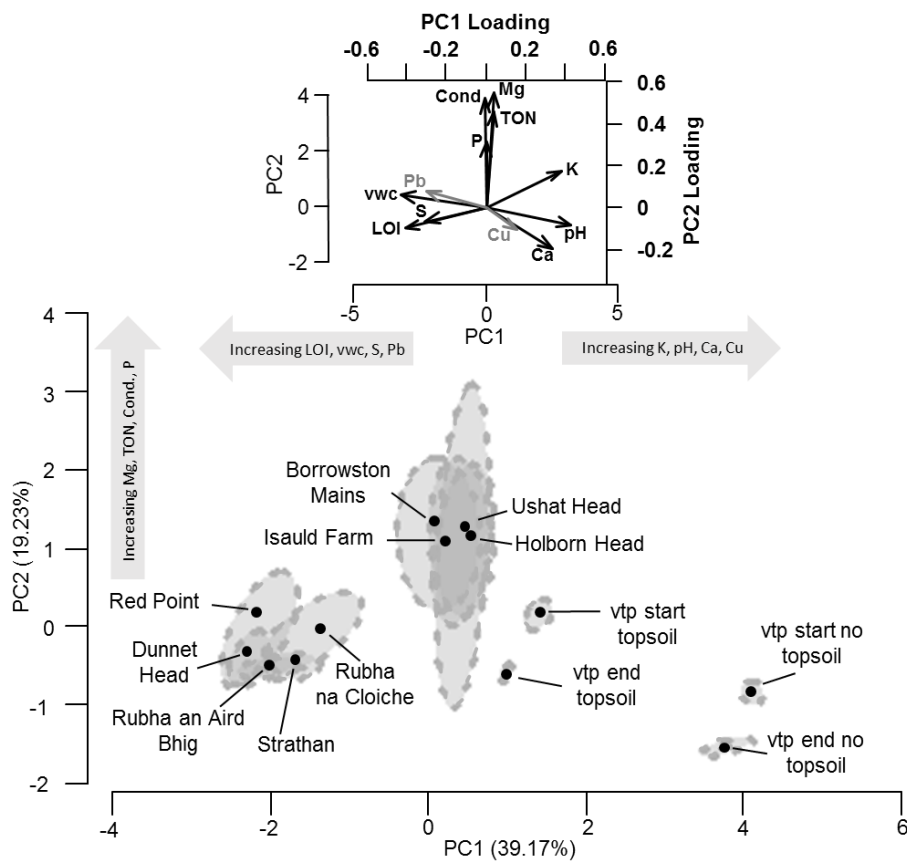 PC1 Loading
-0.6 -0.2 0.2 0.6
4
2
0
-2
PC2
Cond
Mg
TON
P
K
Pb
vwc
S
LOI
Cu
pH
Ca
0.6
0.4
0.2
0
-0.2
PC2 Loading
-5 0 5
PC1
Increasing LOI, vwc, S, Pb
Increasing K, pH, Ca, Cu
Increasing Mg, TON, Cond., P
4
3
2
1
0
-1
-2
PC2 (19.23%)
Borrowston
Mains
Isauld Farm
Ushat Head
Holborn Head
Red Point
Dunnet
Head
Rubha an Aird
Bhig
Strathan
Rubha
na Cloiche
vtp start
topsoil
vtp end
topsoil
vtp start no
topsoil
vtp end no
topsoil
-4 -2 0 2 4 6
PC1 (39.17%)